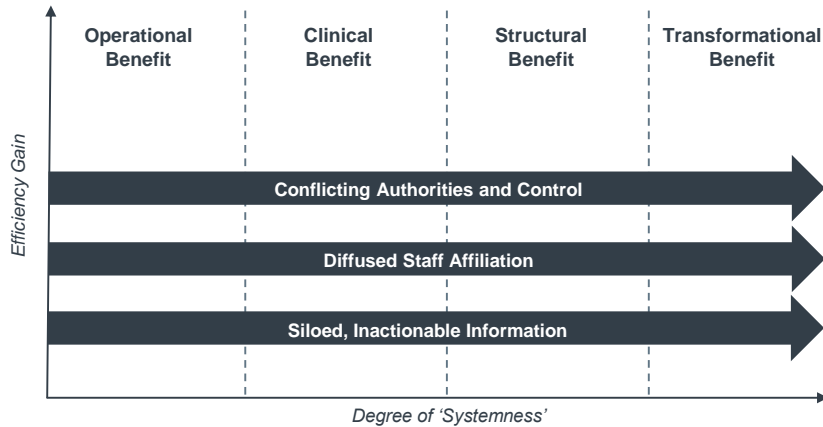 Operational
Benefit
Clinical
Benefit
Structural
Benefit
Transformational
Benefit
Efficiency Gain
Conflicting Authorities and Control
Diffused Staff Affiliation
Siloed, Inactionable Information
Degree of ‘Systemness’